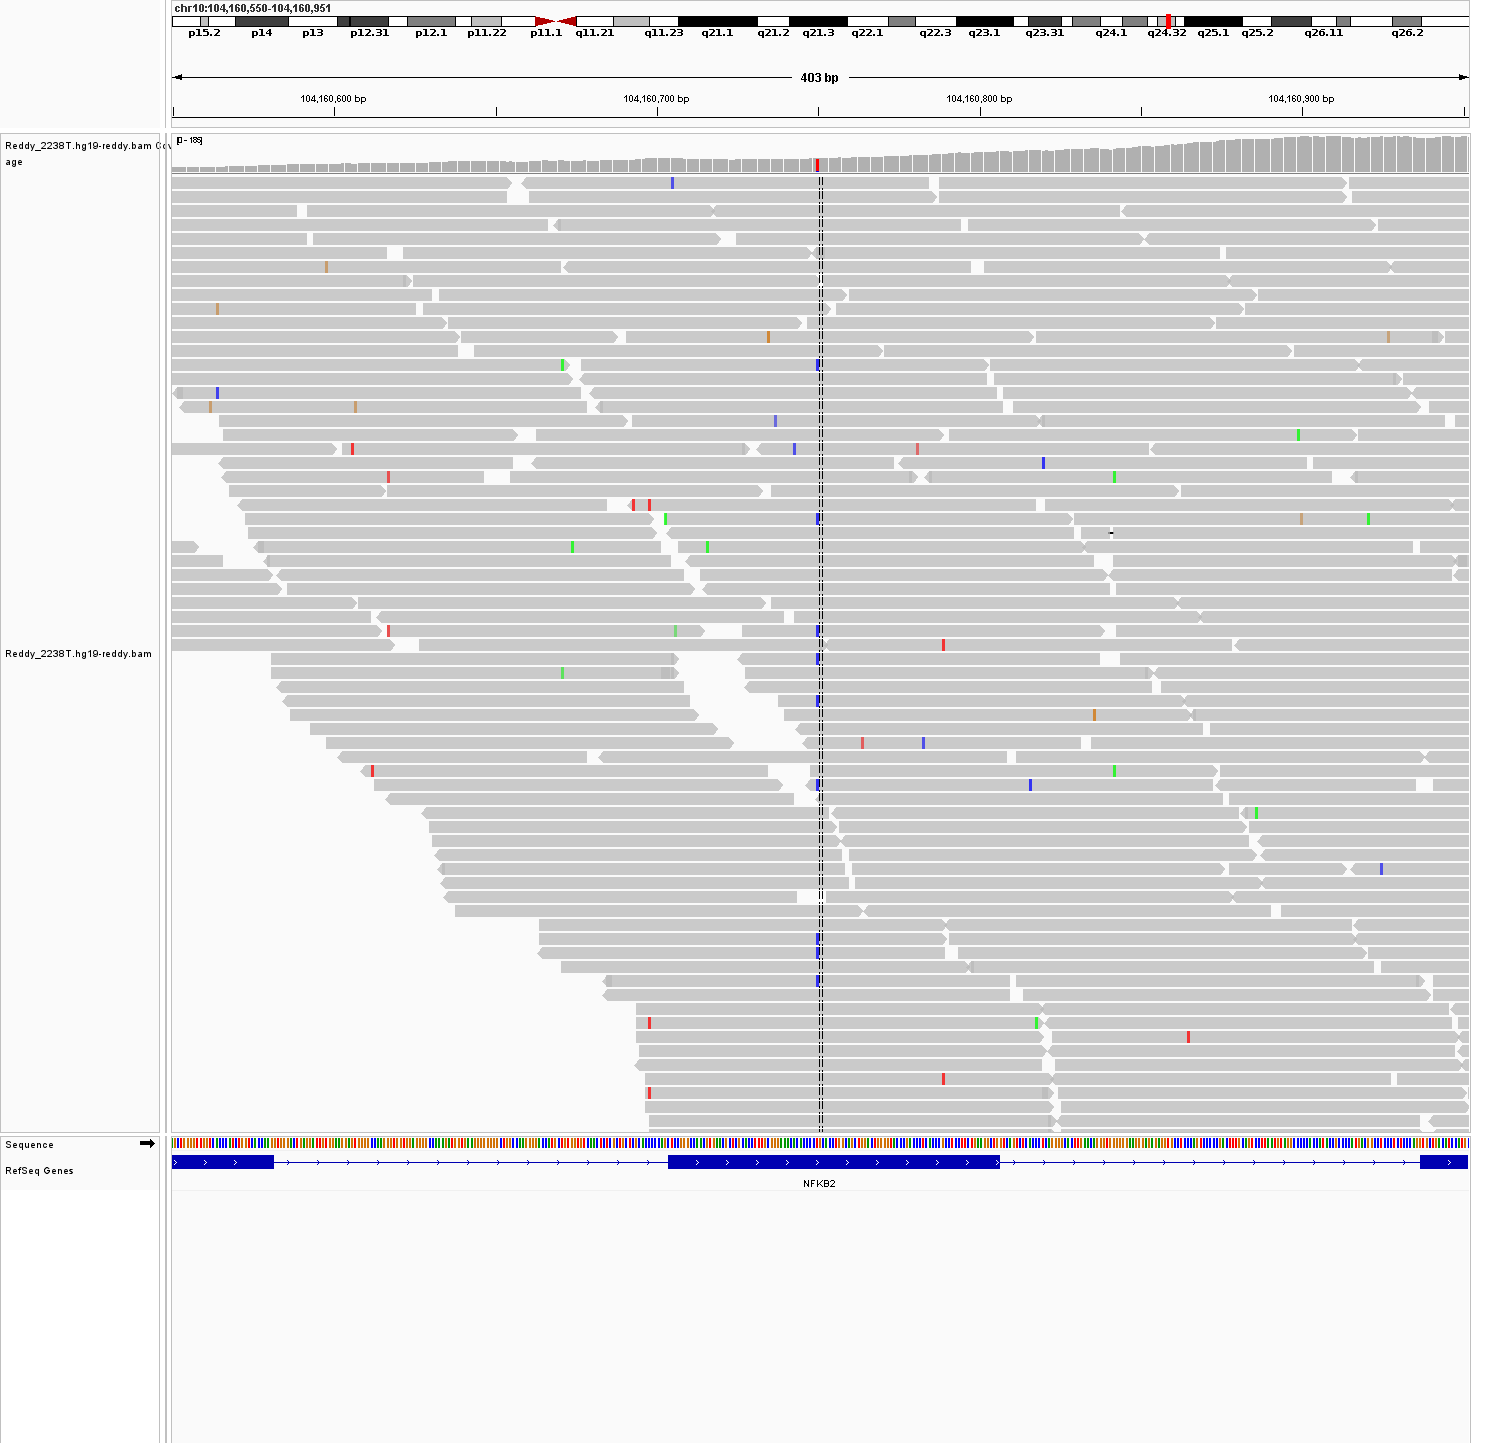 chr10:104,160,550-104,160,951
p15.2 p14 p13 p12.31 p12.1 p11.22 p11.1 q11.21 q11.23 q21.1 q21.2 q21.3 q22.1 q22.3 q23.1 q23.31 q24.1 q24.32 q25.1 q25.2 q26.11 q26.2
403 bp
104,160,600 bp 104,160,700 bp 104,160,800 bp 104,160,900 bp
Reddy_2238T.hg19-reddy.bam Cov
age
[0 - 185]
Reddy_2238T.hg19-reddy.bam
Sequence
RefSeq Genes
NFKB2